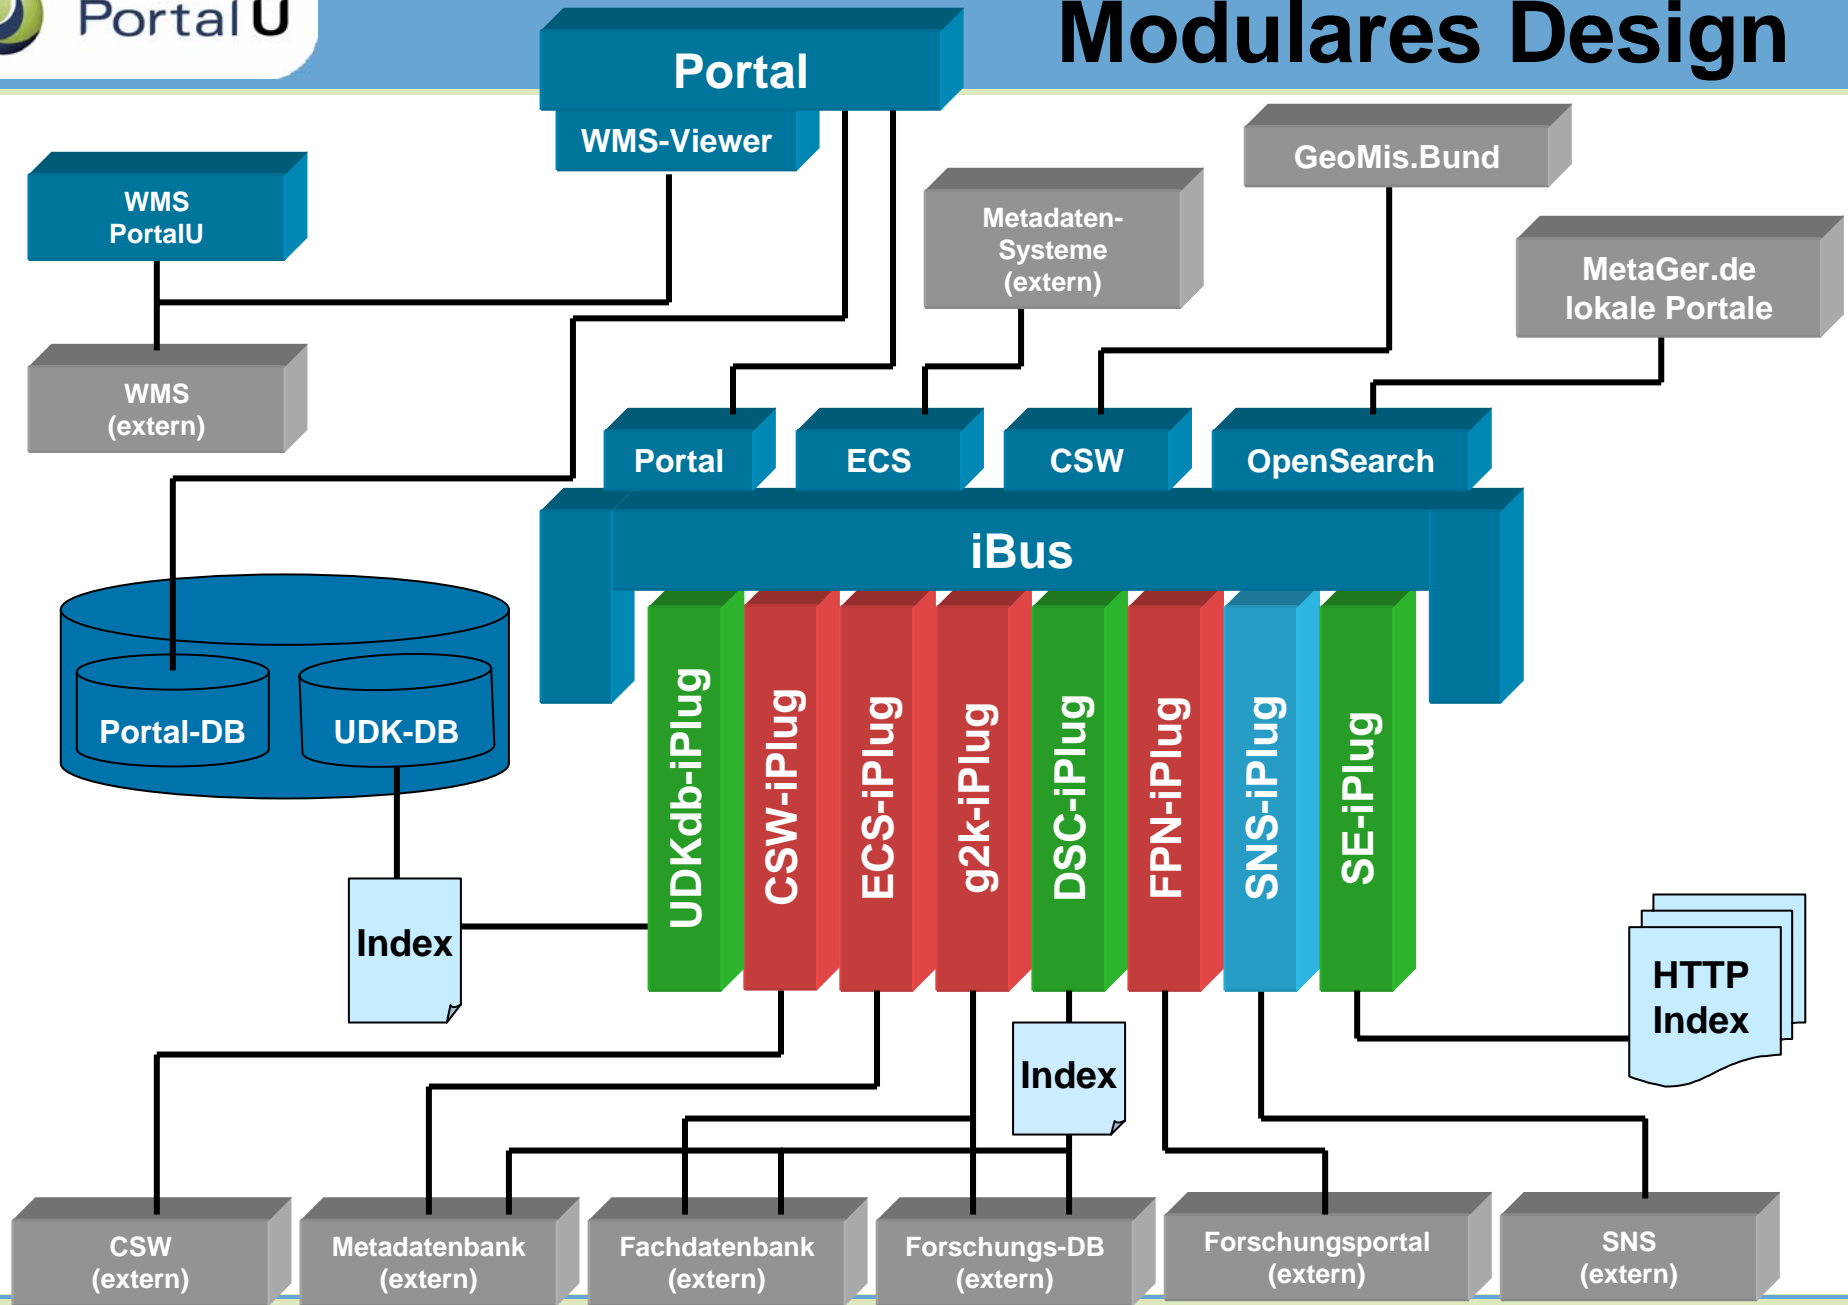 Portal U
Modulares Design
Portal
WMS-Viewer
WMS
PortalU
WMS
(extern)
Metadaten-
Systeme
(extern)
GeoMis.Bund
MetaGer.de
lokale Portale
Portal
ECS
CSW
OpenSearch
iBus
Portal-DB
UDK-DB
UDKdb-iPlug
CSW-iPlug
ECS-iPlug
g2k-iPlug
DSC-iPlug
FPN-iPlug
SNS-iPlug
SE-iPlug
Index
HTTP
Index
Index
CSW
(extern)
Metadatenbank
(extern)
Fachdatenbank
(extern)
Forschungs-DB
(extern)
Forschungsportal
(extern)
SNS
(extern)